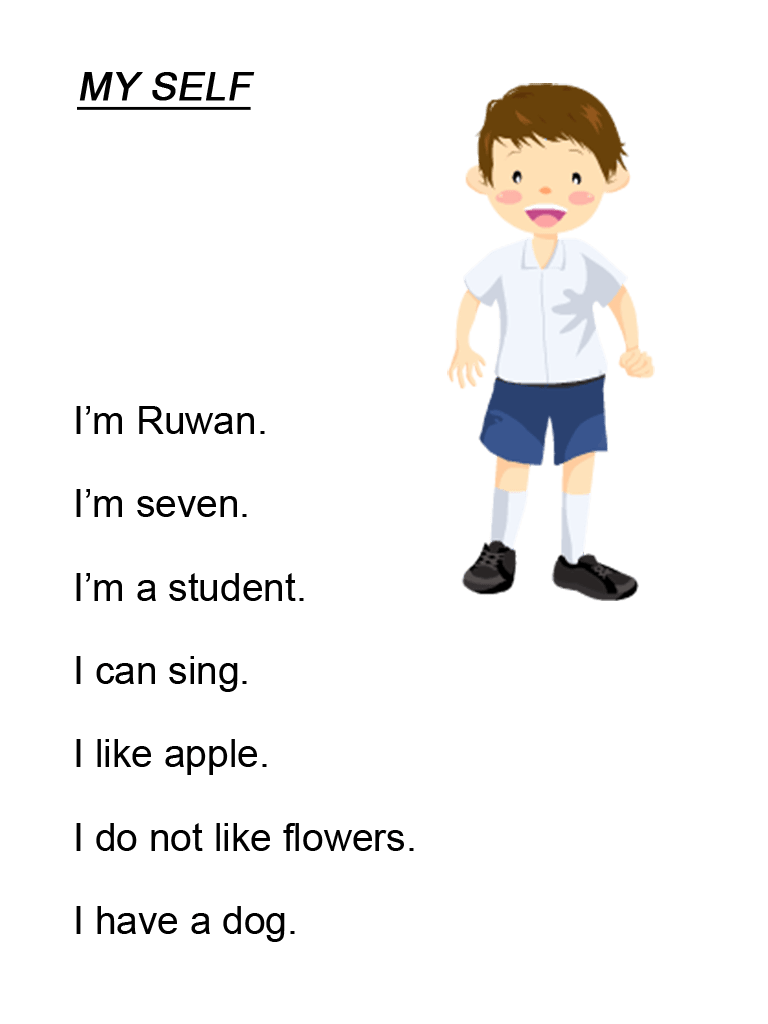 MY SELF
I’m Ruwan.
I’m seven.
I’m a student.
I can sing.
I like apple.
I do not like flowers.
I have a dog.